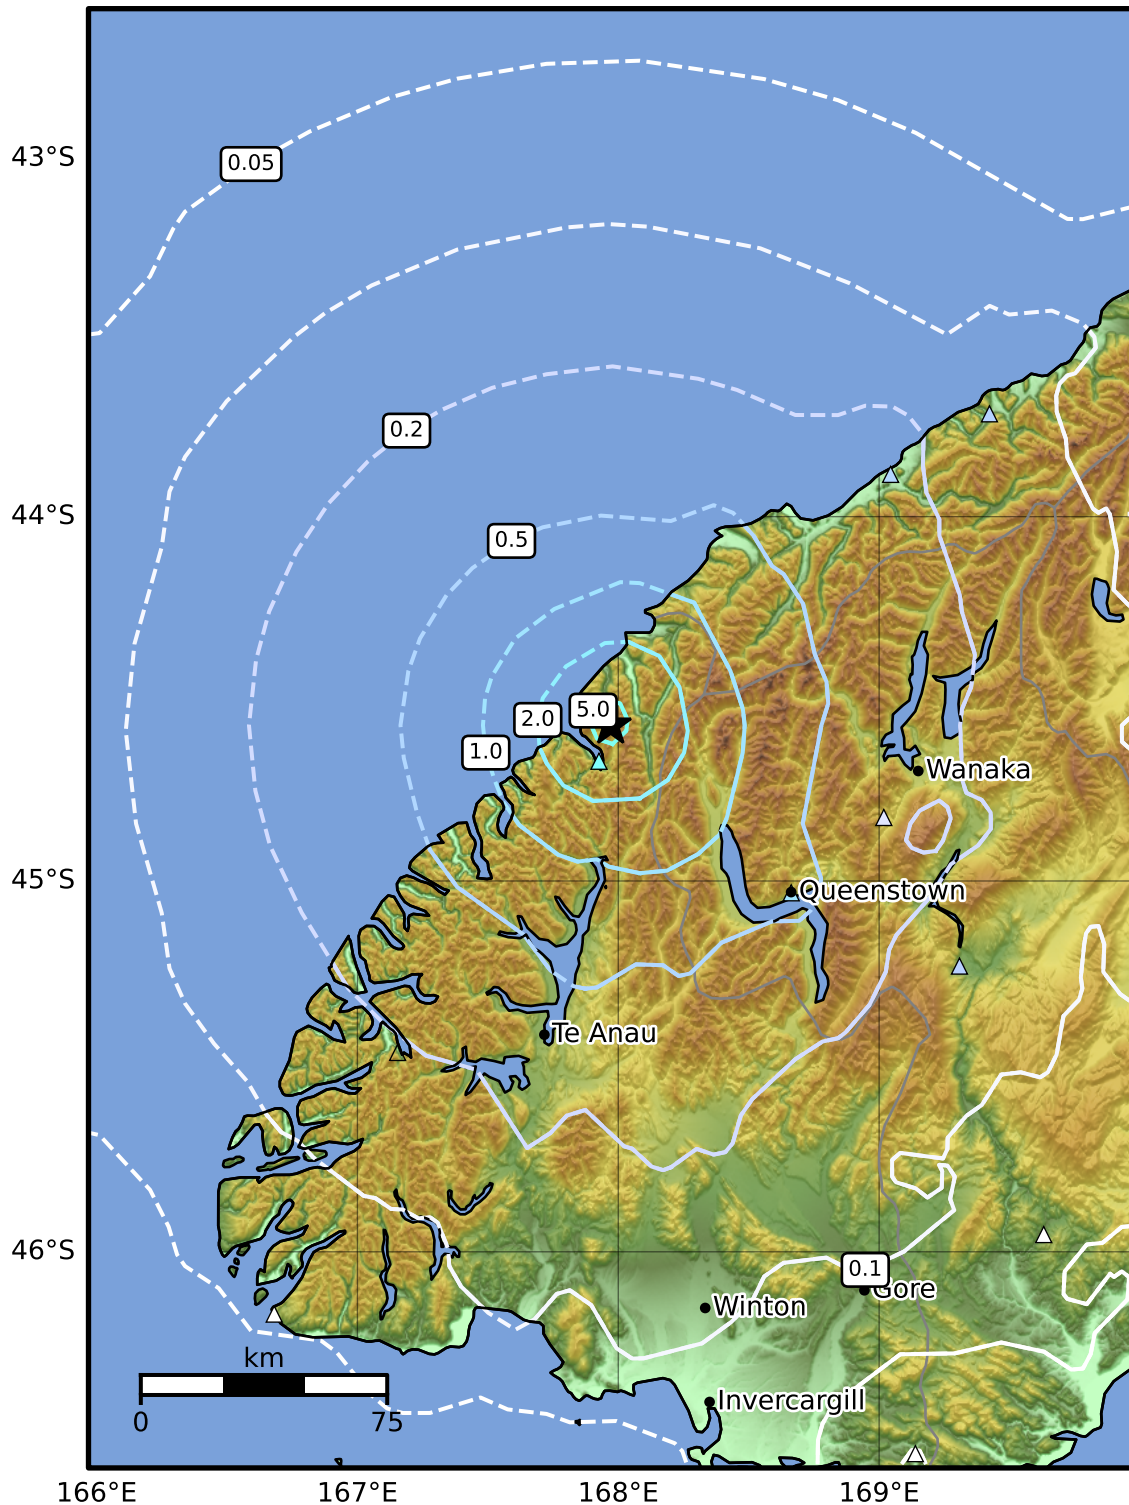 0.05
43°S
0.2
44°S
0.5
5.0
2.0
1.0
Wanaka
45°S
Queenstown
Te Anau
46°S
0.1
Gore
Winton
km
Invercargill
0
75
166°E
167°E
168°E
169°E